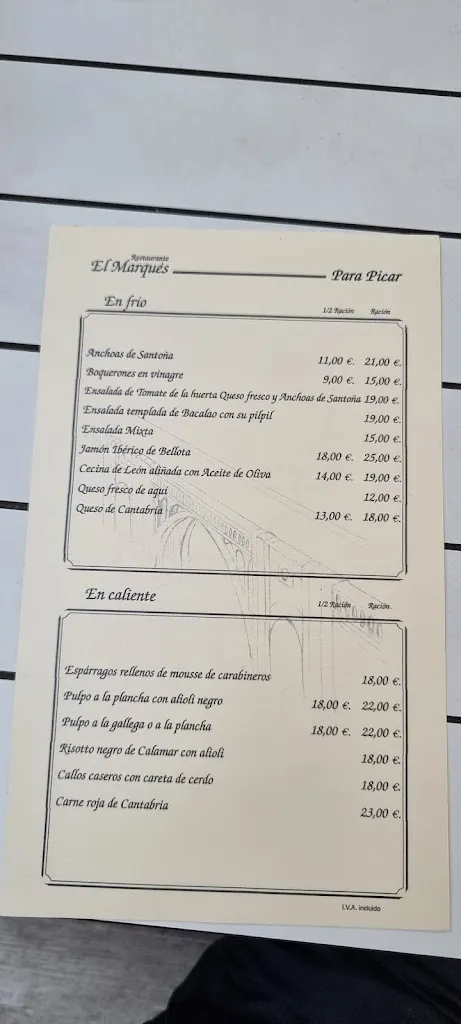 Restaurante
El Marqués
Para Picar
En frío
1/2 Ración Ración
Anchoas de Santoña 11,00 €. 21,00 €.
Boquerones en vinagre 9,00 €. 15,00 €.
Ensalada de Tomate de la huerta Queso fresco y Anchoas de Santoña 19,00 €.
Ensalada templada de Bacalao con su pilpil 19,00 €.
Ensalada Mixta 15,00 €.
Jamón Ibérico de Bellota 18,00 €. 25,00 €.
Cecina de León aliñada con Aceite de Oliva 14,00 €. 19,00 €.
Queso fresco de aquí 12,00 €.
Queso de Cantabria 13,00 €. 18,00 €.
En caliente
1/2 Ración Ración
Espárragos rellenos de mousse de carabineros 18,00 €.
Pulpo a la plancha con alioli negro 18,00 €. 22,00 €.
Pulpo a la gallega o a la plancha 18,00 €. 22,00 €.
Risotto negro de Calamar con alioli 18,00 €.
Callos caseros con careta de cerdo 18,00 €.
Carne roja de Cantabria 23,00 €.
I.V.A. Incluido